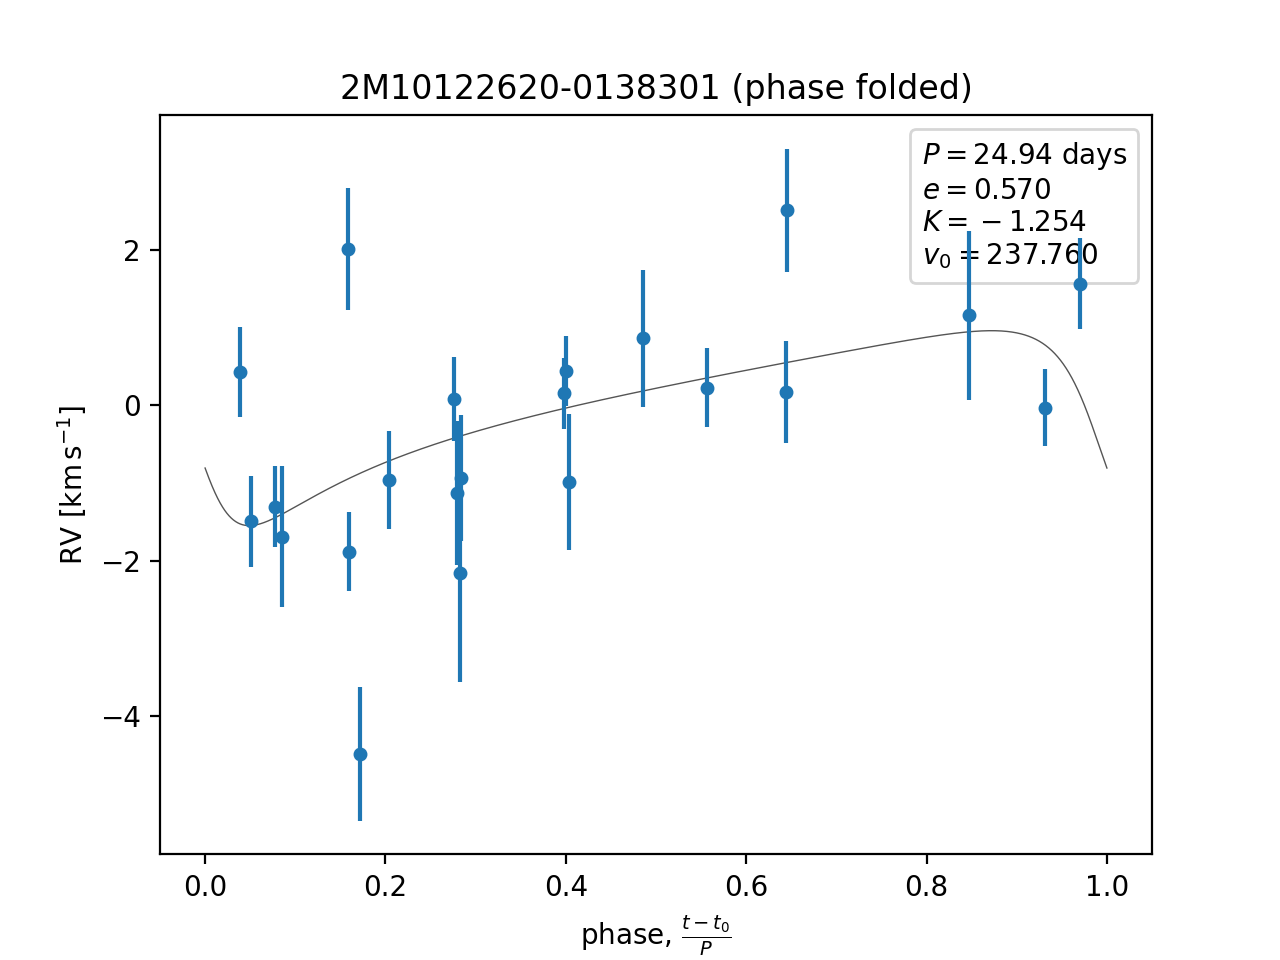 2M10122620-0138301 (phase folded)
P = 24.94 days
e = 0.570
K = −1.254
v₀ = 237.760
2
0
−2
−4
RV [km s⁻¹]
0.0 0.2 0.4 0.6 0.8 1.0
phase, (t − t₀)/P